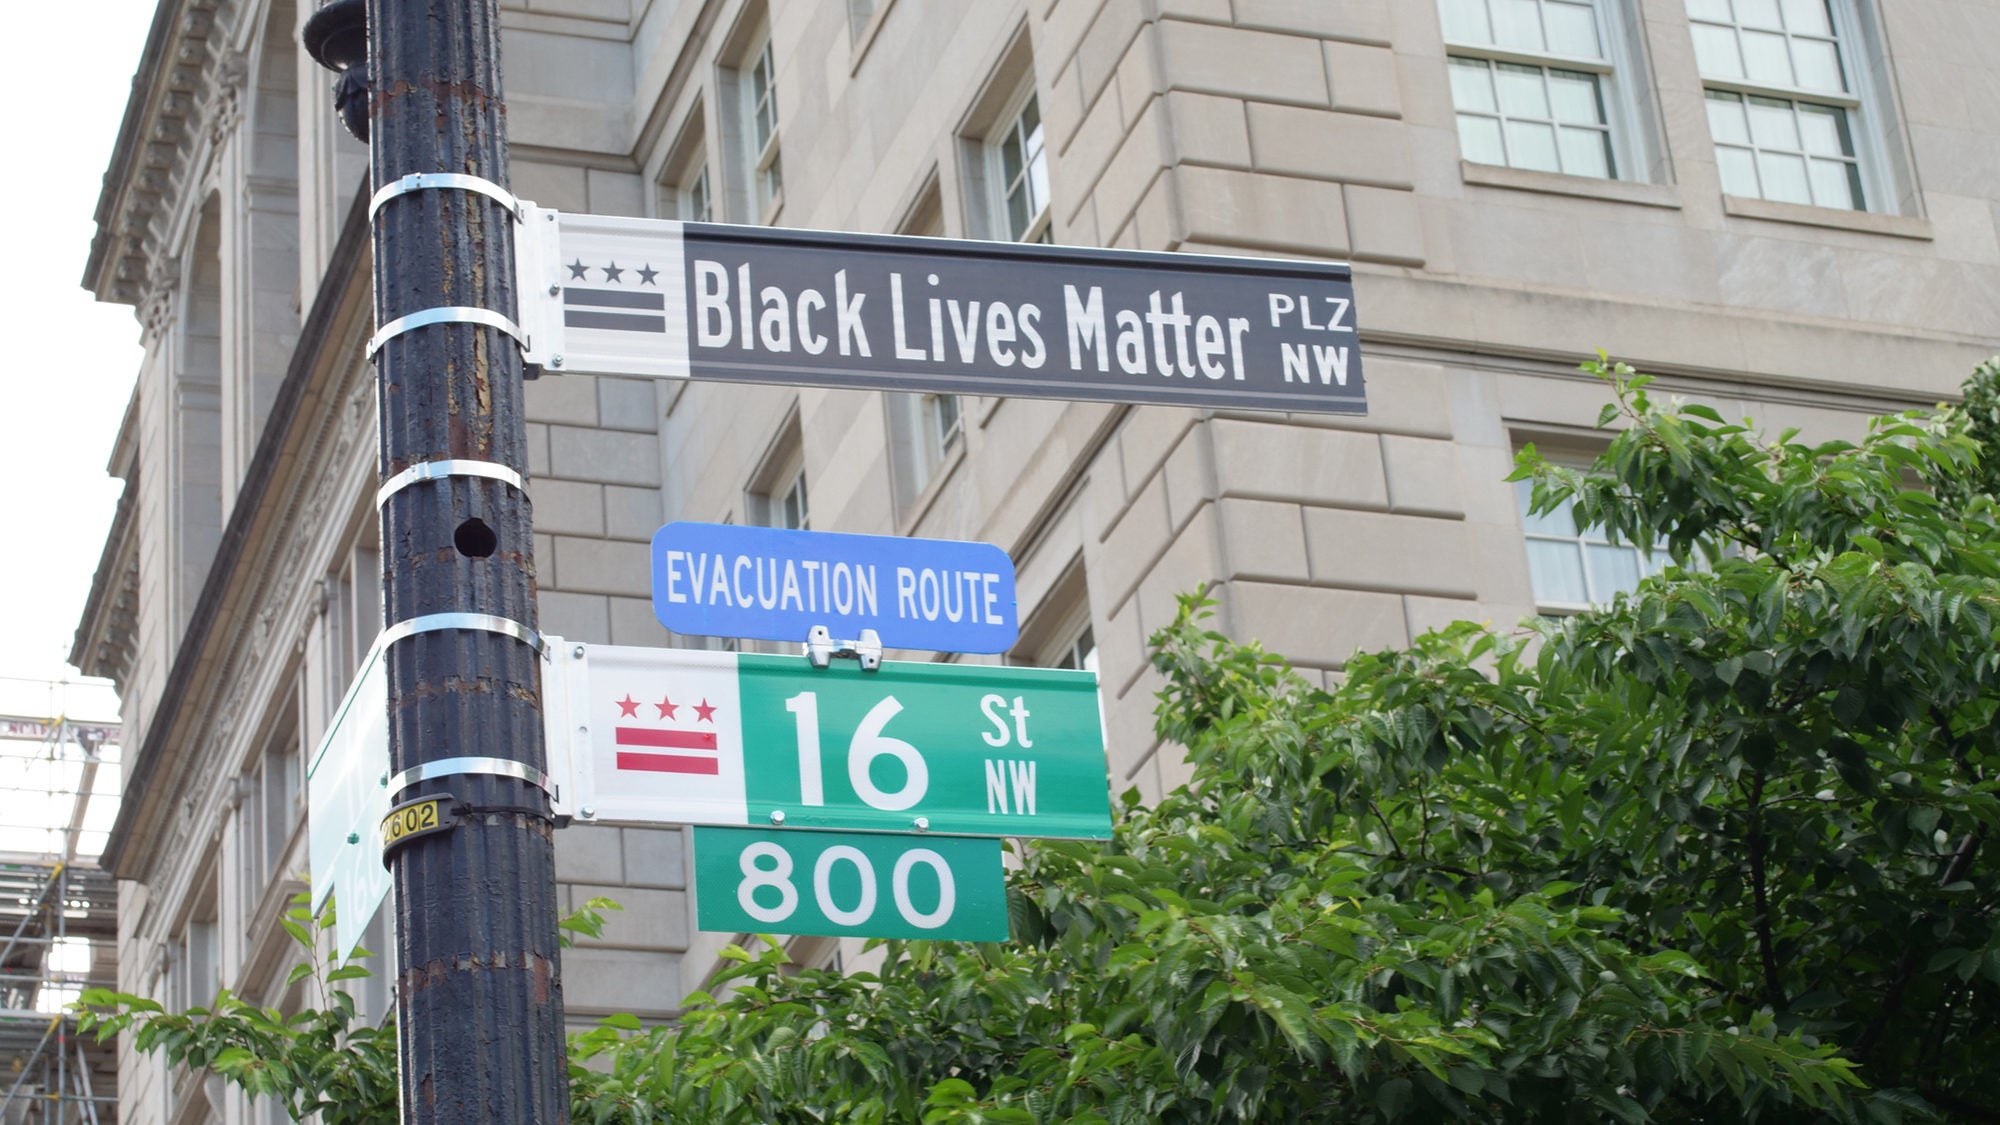 Black Lives Matter PLZ
NW
EVACUATION ROUTE
16 St
NW
800
2602